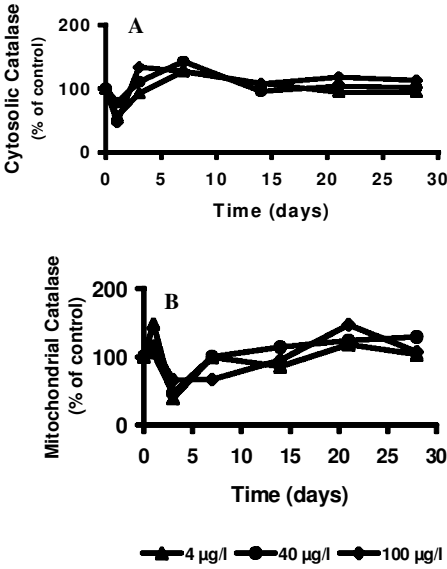 A
Cytosolic Catalase
(% of control)
200
100
0
0 5 10 15 20 25 30
Time (days)
B
Mitochondrial Catalase
(% of control)
200
100
0
0 5 10 15 20 25 30
Time (days)
4 µg/l 40 µg/l 100 µg/l